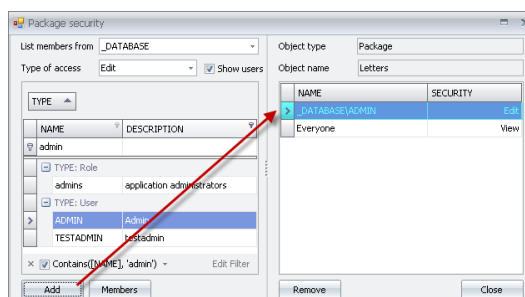 Package security
List members from _DATABASE
Type of access Edit Show users
TYPE
NAME DESCRIPTION
admin
TYPE: Role
admins application administrators
TYPE: User
ADMIN Admin
TESTADMIN testadmin
Contains([NAME], 'admin') Edit Filter
Add Members
Object type Package
Object name Letters
NAME SECURITY
_DATABASE\ADMIN Edit
Everyone View
Remove Close